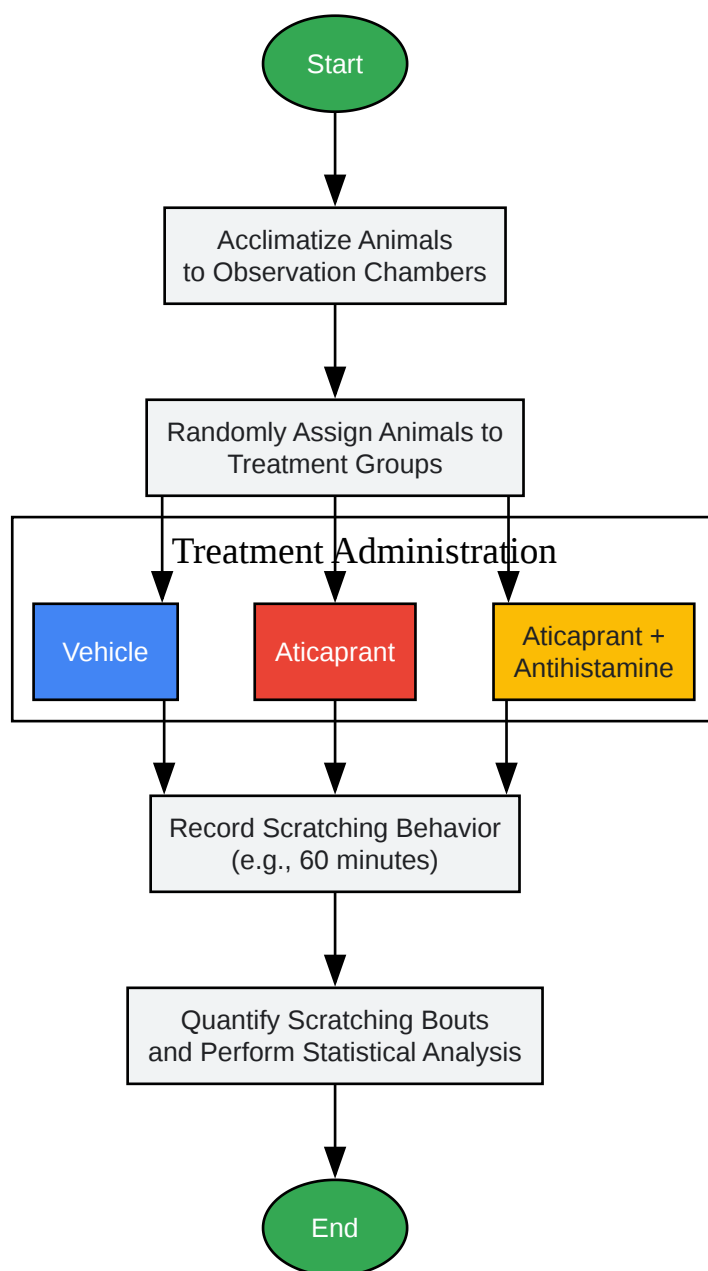 Start
Acclimatize Animals
to Observation Chambers
Randomly Assign Animals to
Treatment Groups
Treatment Administration
Vehicle
Aticaprant
Aticaprant +
Antihistamine
Record Scratching Behavior
(e.g., 60 minutes)
Quantify Scratching Bouts
and Perform Statistical Analysis
End